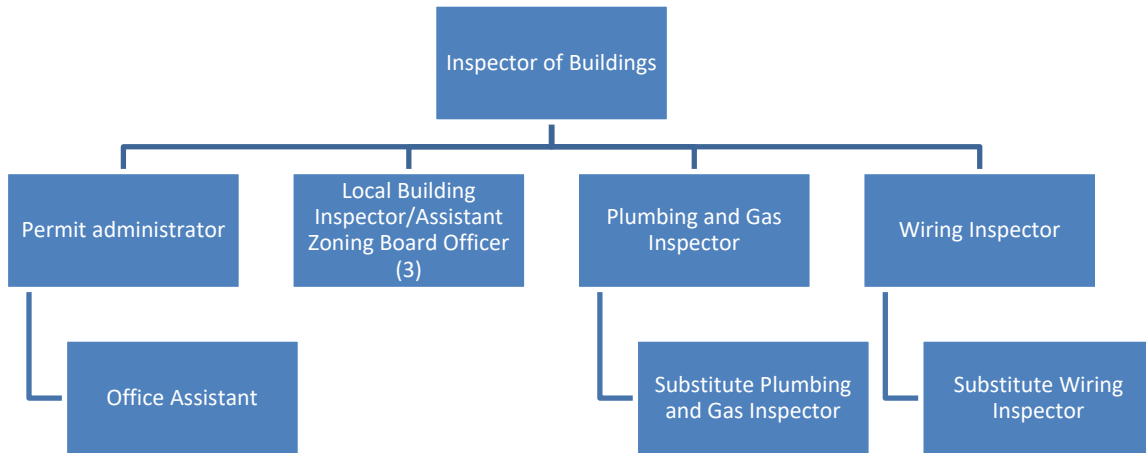 Inspector of Buildings
Permit administrator
Local Building
Inspector/Assistant
Zoning Board Officer
(3)
Plumbing and Gas
Inspector
Wiring Inspector
Office Assistant
Substitute Plumbing
and Gas Inspector
Substitute Wiring
Inspector